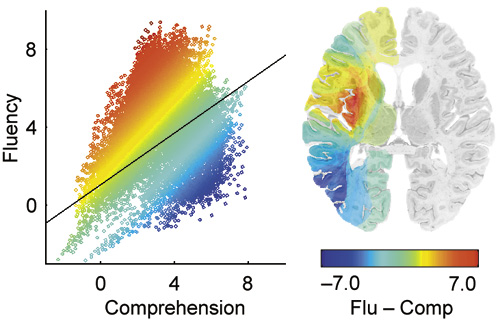 8
4
0
Fluency
0 4 8
Comprehension
–7.0 7.0
Flu – Comp